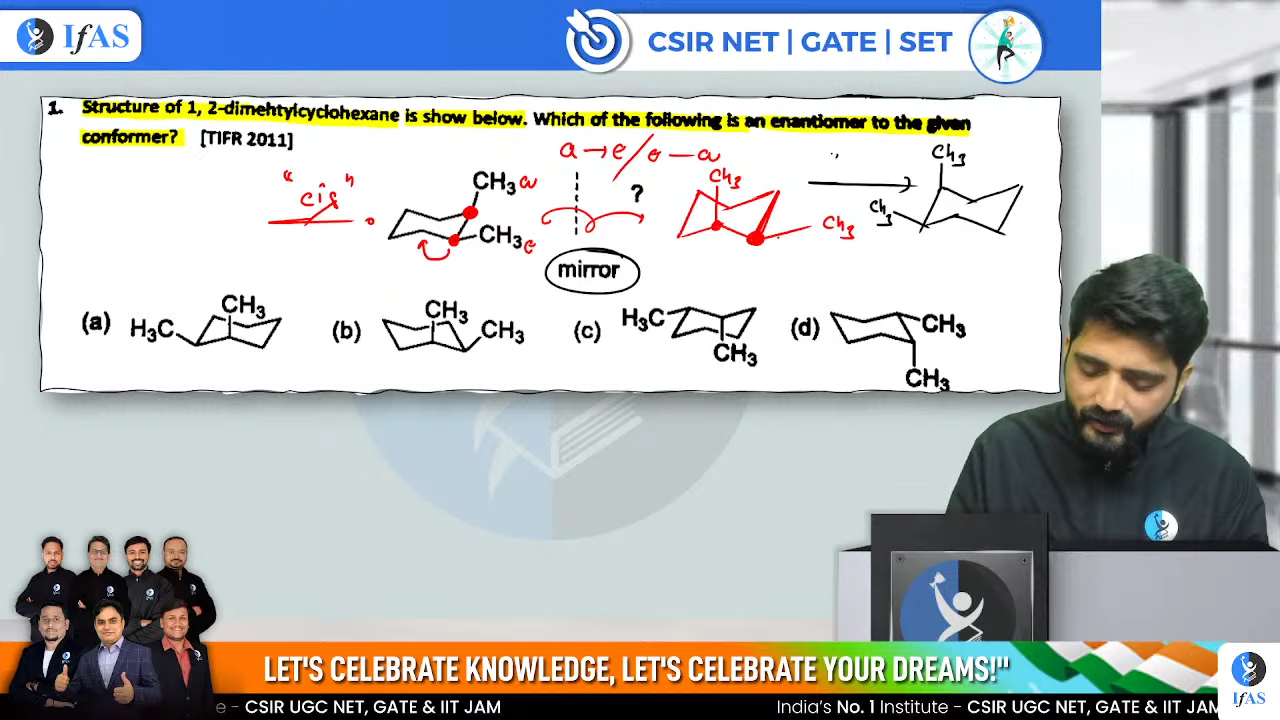 IfAS
CSIR NET | GATE | SET
1. Structure of 1, 2-dimehtylcyclohexane is show below. Which of the following is an enantiomer to the given
conformer? [TIFR 2011]
a → e / e — a
"cis"
CH3 a
CH3 e
?
mirror
CH3
CH3
CH3
CH3
(a) H3C CH3
(b) CH3 CH3
(c) H3C CH3
(d) CH3 CH3
LET'S CELEBRATE KNOWLEDGE, LET'S CELEBRATE YOUR DREAMS!"
e - CSIR UGC NET, GATE & IIT JAM
India's No. 1 Institute - CSIR UGC NET, GATE & IIT JAM
IfAS